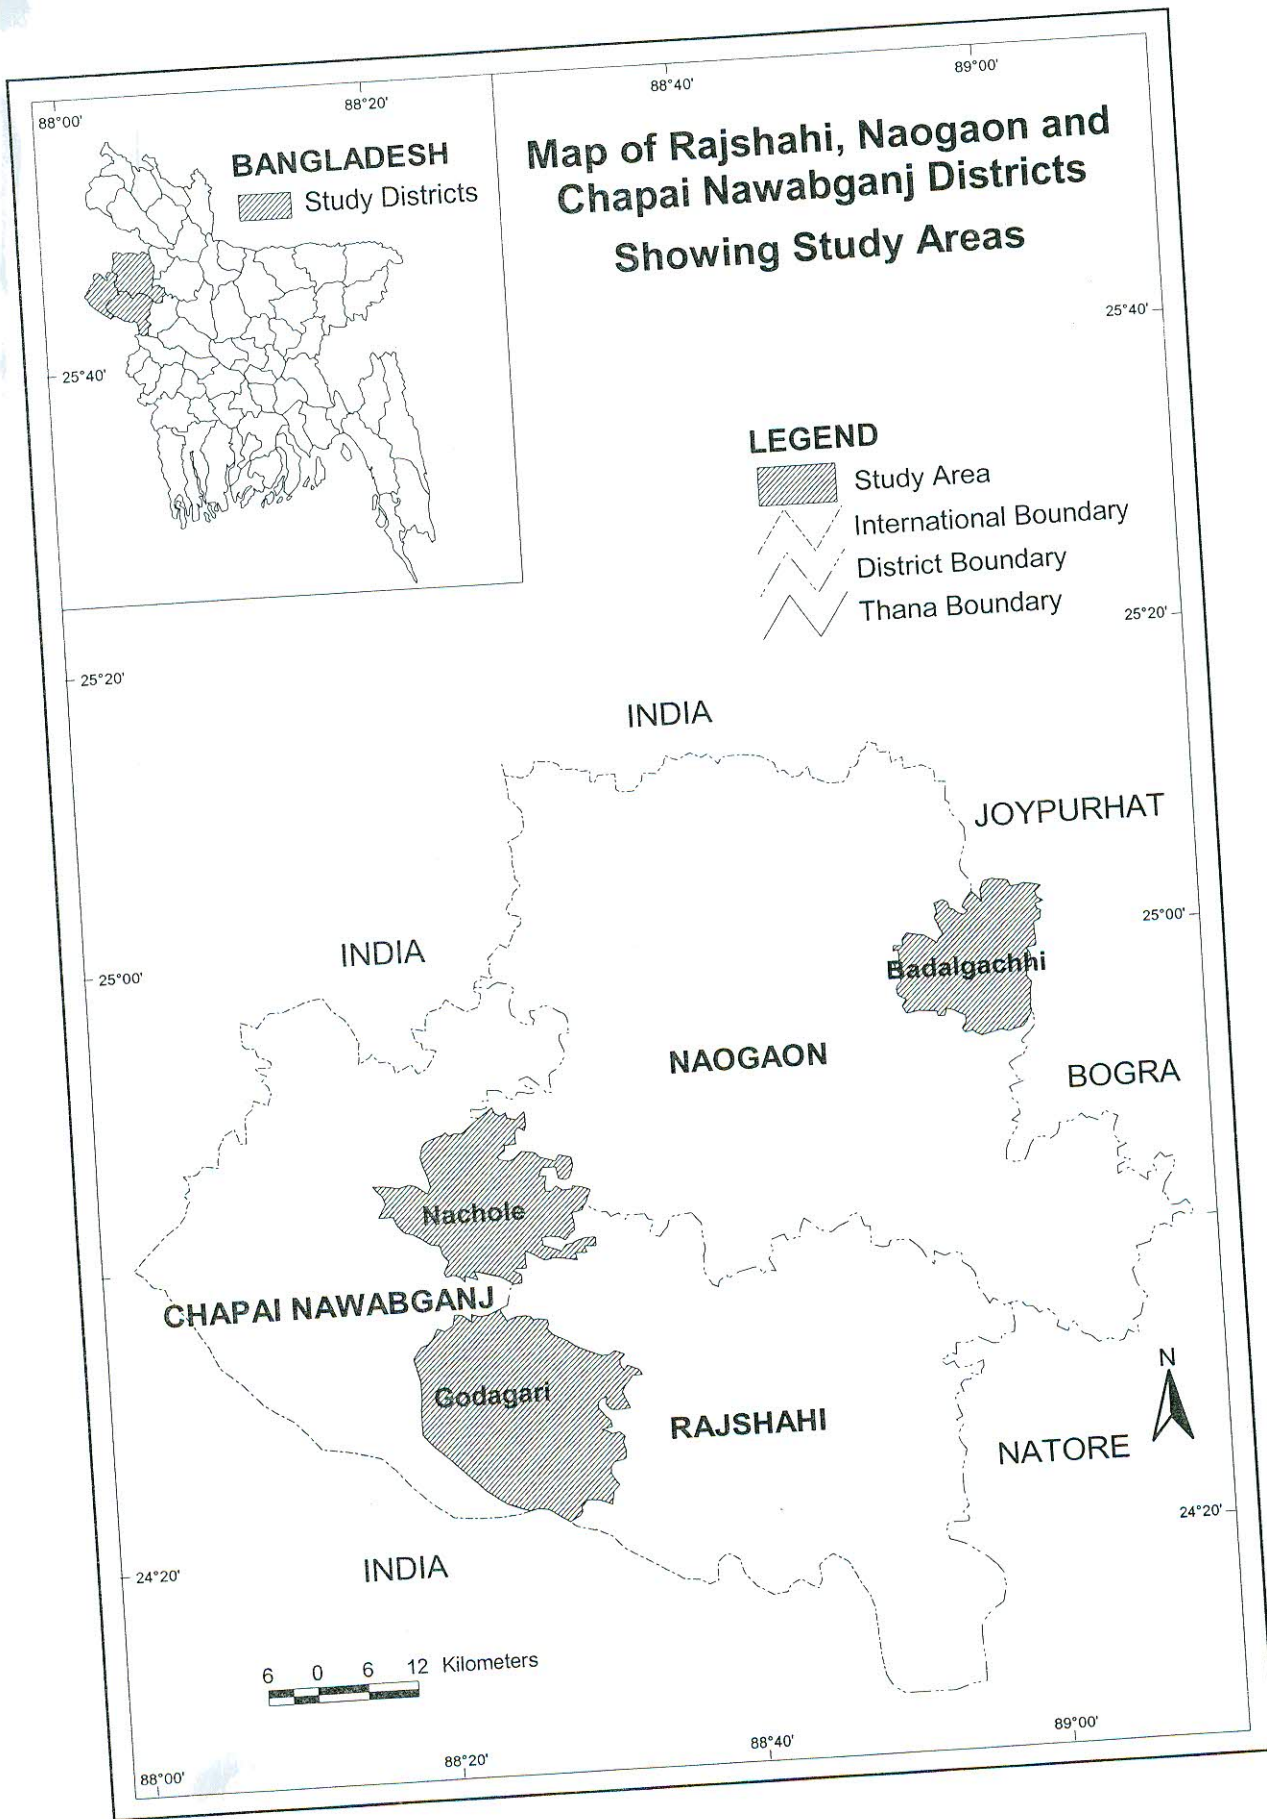 88°00'
88°20'
88°40'
89°00'
BANGLADESH
Study Districts
Map of Rajshahi, Naogaon and
Chapai Nawabganj Districts
Showing Study Areas
25°40'
25°40'
LEGEND
Study Area
International Boundary
District Boundary
Thana Boundary
25°20'
25°20'
INDIA
JOYPURHAT
25°00'
INDIA
25°00'
Badalgachhi
NAOGAON
BOGRA
Nachole
CHAPAI NAWABGANJ
N
Godagari
RAJSHAHI
NATORE
24°20'
INDIA
24°20'
6 0 6 12 Kilometers
88°00'
88°20'
88°40'
89°00'